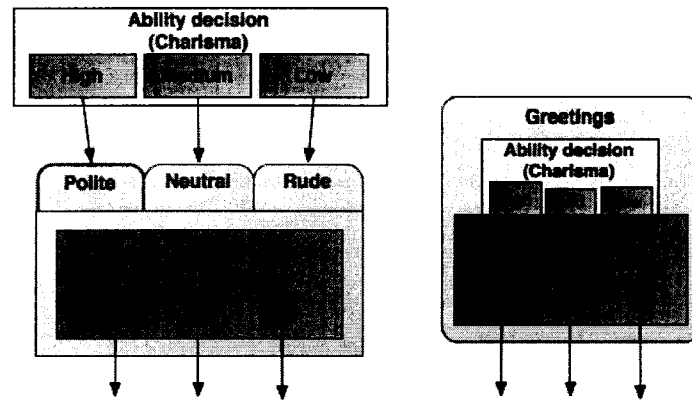 Ability decision
(Charisma)
High Medium Low
Polite Neutral Rude
Greetings
Ability decision
(Charisma)